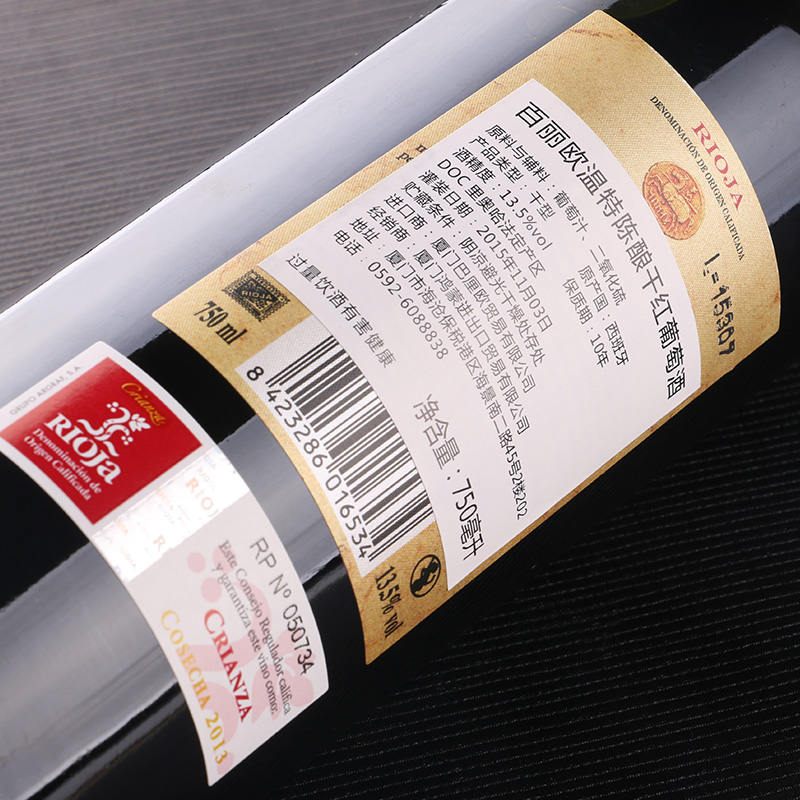 RIOJA
DENOMINACIÓN DE ORIGEN CALIFICADA
L=15309
百丽欧温特陈酿干红葡萄酒
原料与辅料：葡萄汁、二氧化硫
产品类型：干型 原产国：西班牙
酒精度：13.5%vol 保质期：10年
DOC 里奥哈法定产区
灌装日期：2015年11月03日
贮藏条件：阴凉避光干燥处存处
进口商：厦门巴厘欧贸易有限公司
经销商：厦门鸿蒙进出口贸易有限公司
地址：厦门市海沧保税港区海景南二路45号2楼202
电话：0592-6088838
过量饮酒有害健康
净含量：750毫升
RIOJA
750 ml
8 423286 016534
13,5% vol
GRUPO ARGRAF, S.A.
Crianza
RIOJA
Denominación de
Origen Calificada
RIOJA
RP Nº 050734
Este Consejo Regulador califica
y garantiza este vino como:
CRIANZA
COSECHA 2013